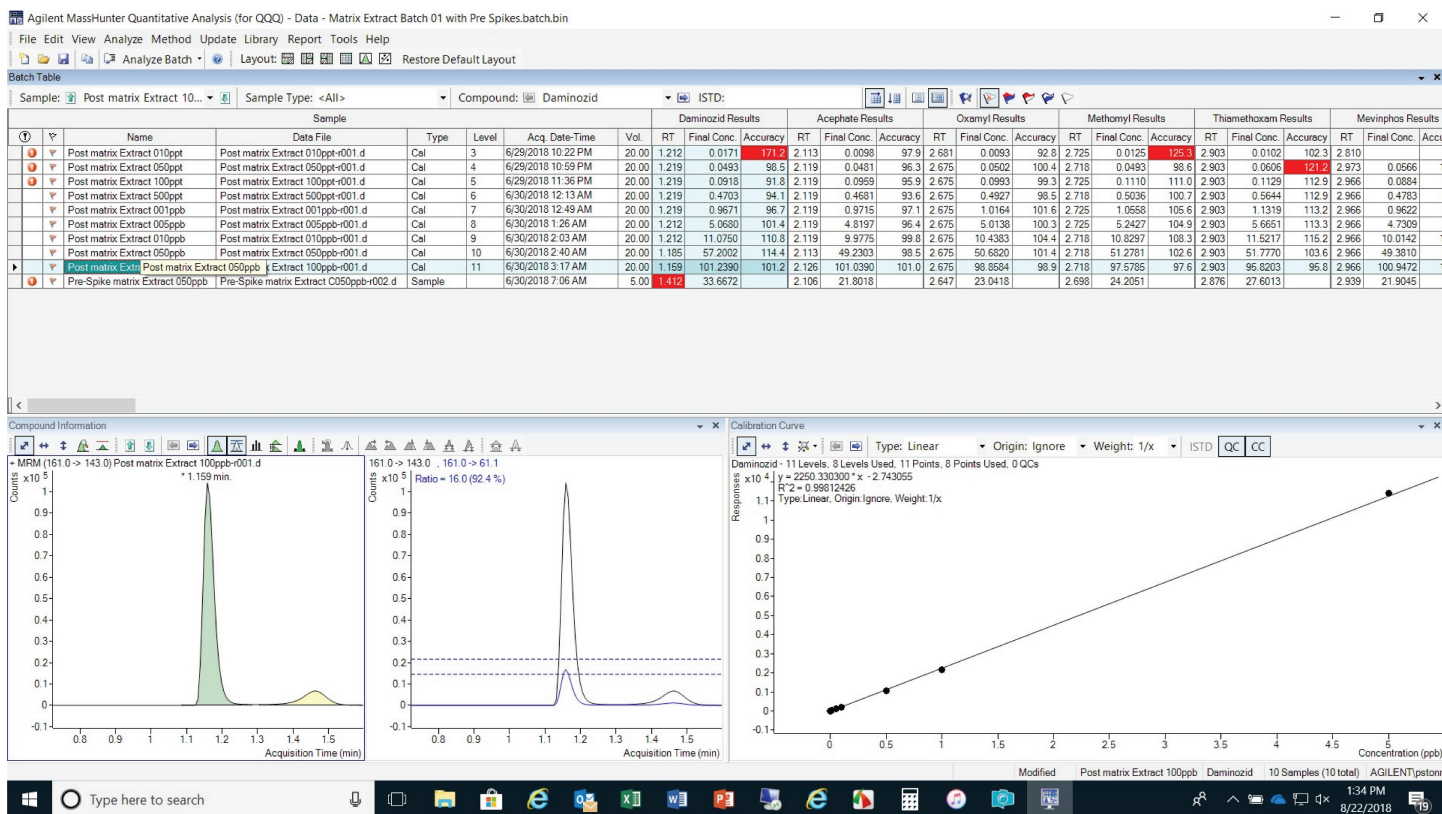 Agilent MassHunter Quantitative Analysis (for QQQ) - Data - Matrix Extract Batch 01 with Pre Spikes.batch.bin
File Edit View Analyze Method Update Library Report Tools Help
Analyze Batch Layout: Restore Default Layout
Batch Table
Sample: Post matrix Extract 10... Sample Type: <All> Compound: Daminozid ISTD:
Sample Daminozid Results Acephate Results Oxamyl Results Methomyl Results Thiamethoxam Results Mevinphos Results
Name Data File Type Level Acq. Date-Time Vol. RT Final Conc. Accuracy RT Final Conc. Accuracy RT Final Conc. Accuracy RT Final Conc. Accuracy RT Final Conc. Accuracy RT Final Conc. Accu
Post matrix Extract 010ppt Post matrix Extract 010ppt-r001.d Cal 3 6/29/2018 10:22 PM 20.00 1.212 0.0171 171.2 2.113 0.0098 97.9 2.681 0.0093 92.8 2.725 0.0125 125.3 2.903 0.0102 102.3 2.810
Post matrix Extract 050ppt Post matrix Extract 050ppt-r001.d Cal 4 6/29/2018 10:59 PM 20.00 1.219 0.0493 98.5 2.119 0.0481 96.3 2.675 0.0502 100.4 2.718 0.0493 98.6 2.903 0.0606 121.2 2.973 0.0566
Post matrix Extract 100ppt Post matrix Extract 100ppt-r001.d Cal 5 6/29/2018 11:36 PM 20.00 1.219 0.0918 91.8 2.119 0.0959 95.9 2.675 0.0993 99.3 2.725 0.1110 111.0 2.903 0.1129 112.9 2.966 0.0884
Post matrix Extract 500ppt Post matrix Extract 500ppt-r001.d Cal 6 6/30/2018 12:13 AM 20.00 1.219 0.4703 94.1 2.119 0.4681 93.6 2.675 0.4927 98.5 2.718 0.5036 100.7 2.903 0.5644 112.9 2.966 0.4783
Post matrix Extract 001ppb Post matrix Extract 001ppb-r001.d Cal 7 6/30/2018 12:49 AM 20.00 1.219 0.9671 96.7 2.119 0.9715 97.1 2.675 1.0164 101.6 2.725 1.0558 105.6 2.903 1.1319 113.2 2.966 0.9622
Post matrix Extract 005ppb Post matrix Extract 005ppb-r001.d Cal 8 6/30/2018 1:26 AM 20.00 1.212 5.0680 101.4 2.119 4.8197 96.4 2.675 5.0138 100.3 2.725 5.2427 104.9 2.903 5.6651 113.3 2.966 4.7309
Post matrix Extract 010ppb Post matrix Extract 010ppb-r001.d Cal 9 6/30/2018 2:03 AM 20.00 1.212 11.0750 110.8 2.119 9.9775 99.8 2.675 10.4383 104.4 2.718 10.8297 108.3 2.903 11.5217 115.2 2.966 10.0142
Post matrix Extract 050ppb Post matrix Extract 050ppb-r001.d Cal 10 6/30/2018 2:40 AM 20.00 1.185 57.2002 114.4 2.113 49.2303 98.5 2.675 50.6820 101.4 2.718 51.2781 102.6 2.903 51.7770 103.6 2.966 49.3810
Post matrix Extra Post matrix Extract 050ppb Extract 100ppb-r001.d Cal 11 6/30/2018 3:17 AM 20.00 1.159 101.2390 101.2 2.126 101.0390 101.0 2.675 98.8584 98.9 2.718 97.5785 97.6 2.903 95.8203 95.8 2.966 100.9472
Pre-Spike matrix Extract 050ppb Pre-Spike matrix Extract C050ppb-r002.d Sample 6/30/2018 7:06 AM 5.00 1.412 33.6672 2.106 21.8018 2.647 23.0418 2.698 24.2051 2.876 27.6013 2.939 21.9045
Compound Information
+ MRM (161.0 -> 143.0) Post matrix Extract 100ppb-r001.d
Counts
x10 5
* 1.159 min.
1
0.9
0.8
0.7
0.6
0.5
0.4
0.3
0.2
0.1
0
-0.1
0.8 0.9 1 1.1 1.2 1.3 1.4 1.5
Acquisition Time (min)
161.0 -> 143.0 , 161.0 -> 61.1
Counts
x10 5
Ratio = 16.0 (92.4 %)
1
0.9
0.8
0.7
0.6
0.5
0.4
0.3
0.2
0.1
0
-0.1
0.8 0.9 1 1.1 1.2 1.3 1.4 1.5
Acquisition Time (min)
Calibration Curve
Type: Linear Origin: Ignore Weight: 1/x ISTD QC CC
Daminozid - 11 Levels, 8 Levels Used, 11 Points, 8 Points Used, 0 QCs
Responses
x10 4
y = 2250.330300 * x - 2.743055
R^2 = 0.99812426
Type:Linear, Origin:Ignore, Weight:1/x
1.1
1
0.9
0.8
0.7
0.6
0.5
0.4
0.3
0.2
0.1
0
-0.1
0 0.5 1 1.5 2 2.5 3 3.5 4 4.5 5
Concentration (ppb)
Modified Post matrix Extract 100ppb Daminozid 10 Samples (10 total) AGILENT\pstonn
Type here to search
1:34 PM
8/22/2018
19